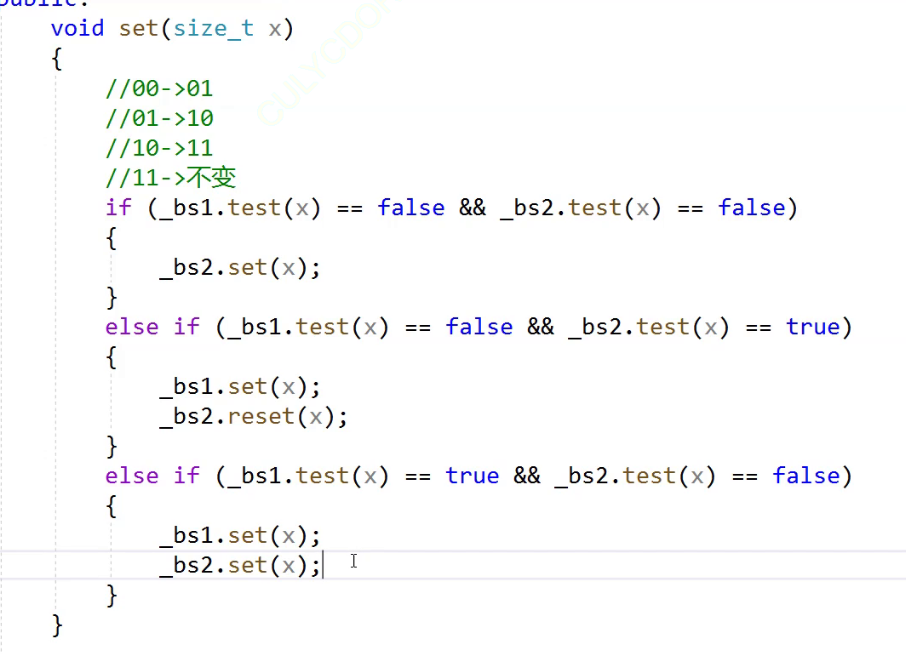 public:
void set(size_t x)
{
//00->01
//01->10
//10->11
//11->不变
if (_bs1.test(x) == false && _bs2.test(x) == false)
{
_bs2.set(x);
}
else if (_bs1.test(x) == false && _bs2.test(x) == true)
{
_bs1.set(x);
_bs2.reset(x);
}
else if (_bs1.test(x) == true && _bs2.test(x) == false)
{
_bs1.set(x);
_bs2.set(x);
}
}